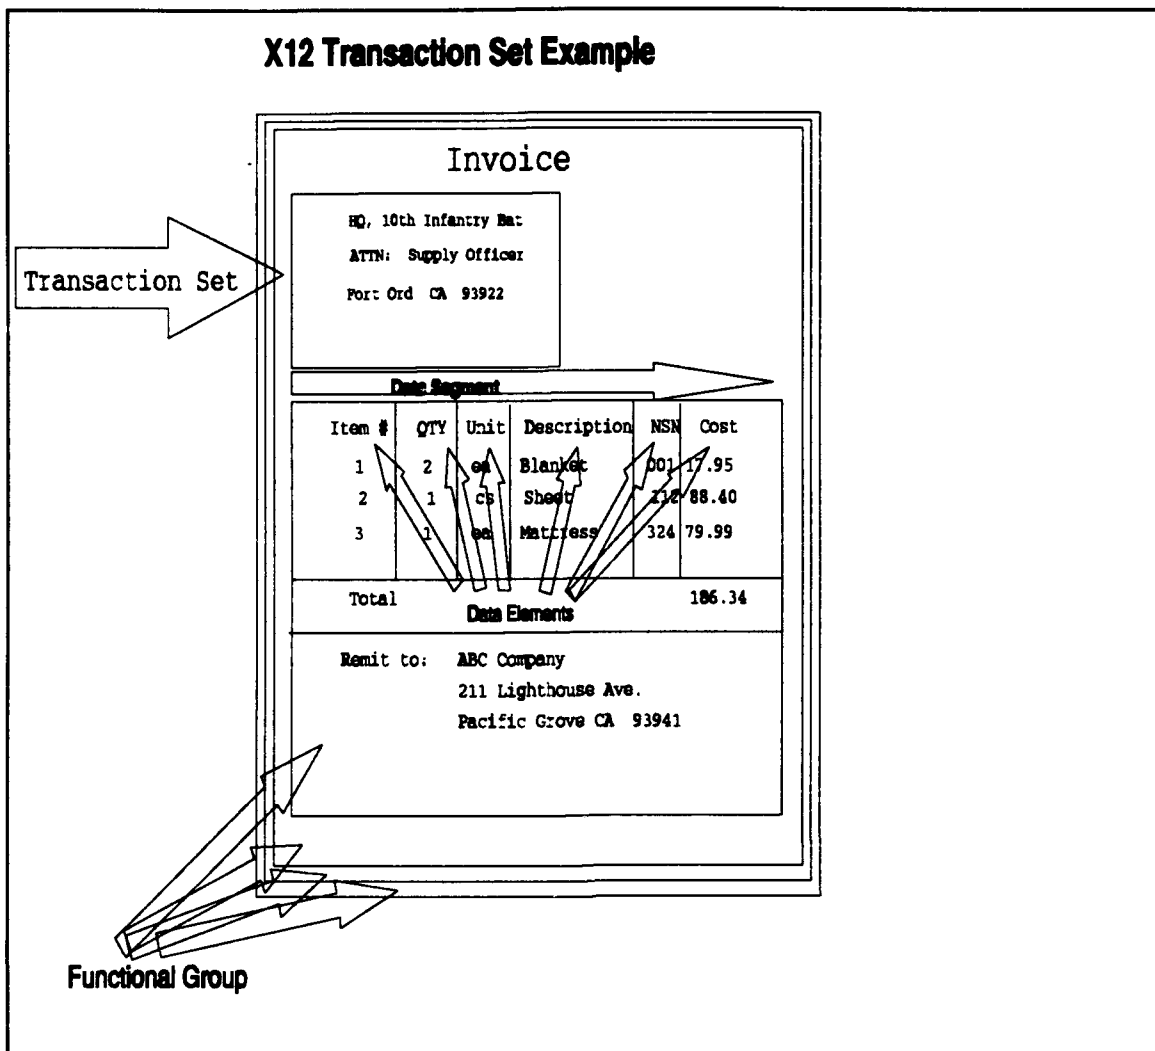 X12 Transaction Set Example
Invoice
HQ, 10th Infantry Bat
ATTN: Supply Officer
Fort Ord CA 93922
Transaction Set
Data Segment
Item # QTY Unit Description NSN Cost
1 2 ea Blanket 001 17.95
2 1 cs Sheet 112 88.40
3 1 ea Mattress 324 79.99
Total 186.34
Data Elements
Remit to: ABC Company
211 Lighthouse Ave.
Pacific Grove CA 93941
Functional Group